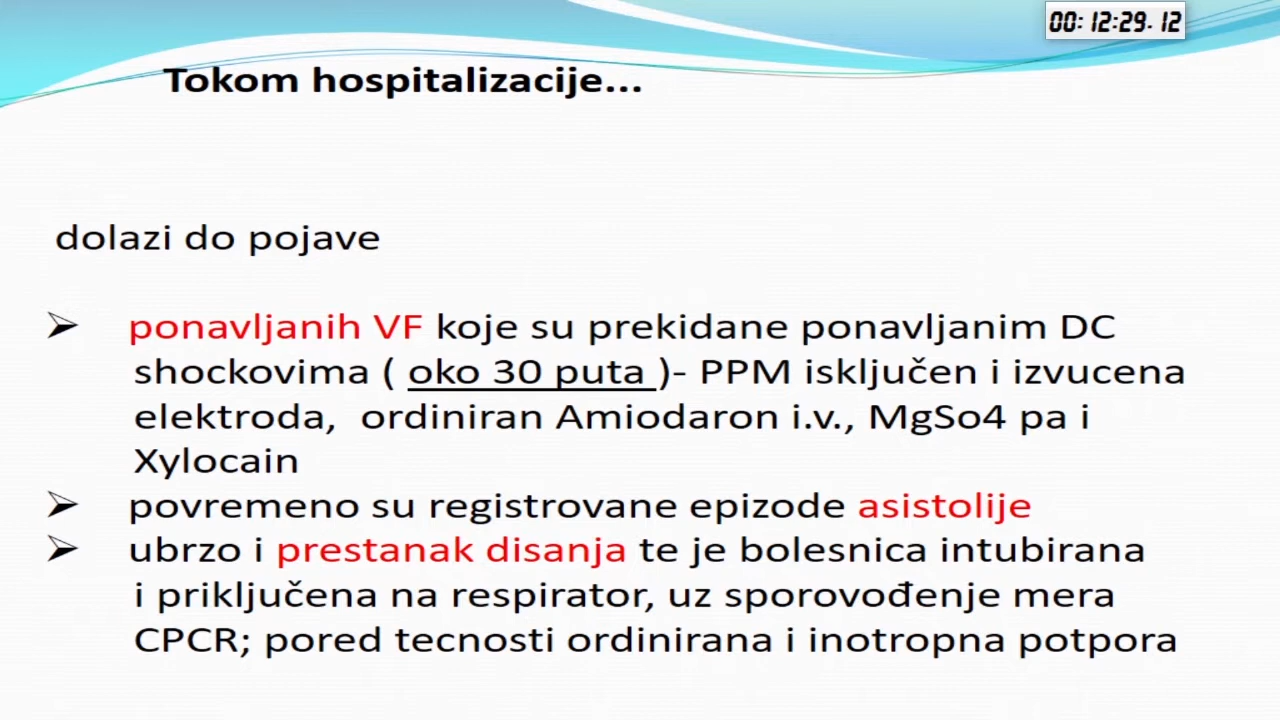 00:12:29.12
Tokom hospitalizacije...
dolazi do pojave
➢ ponavljanih VF koje su prekidane ponavljanim DC
shockovima ( oko 30 puta )- PPM isključen i izvucena
elektroda, ordiniran Amiodaron i.v., MgSo4 pa i
Xylocain
➢ povremeno su registrovane epizode asistolije
➢ ubrzo i prestanak disanja te je bolesnica intubirana
i priključena na respirator, uz sporovođenje mera
CPCR; pored tecnosti ordinirana i inotropna potpora